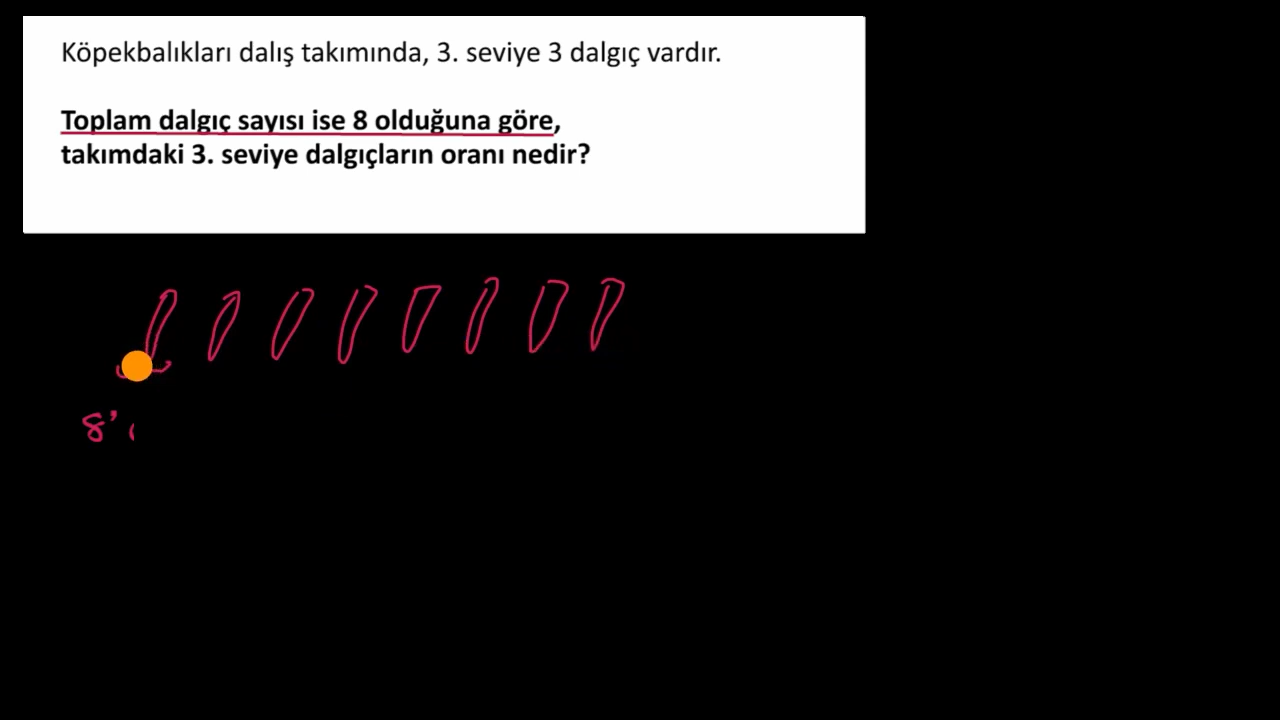 Köpekbalıkları dalış takımında, 3. seviye 3 dalgıç vardır.
Toplam dalgıç sayısı ise 8 olduğuna göre,
takımdaki 3. seviye dalgıçların oranı nedir?
8'